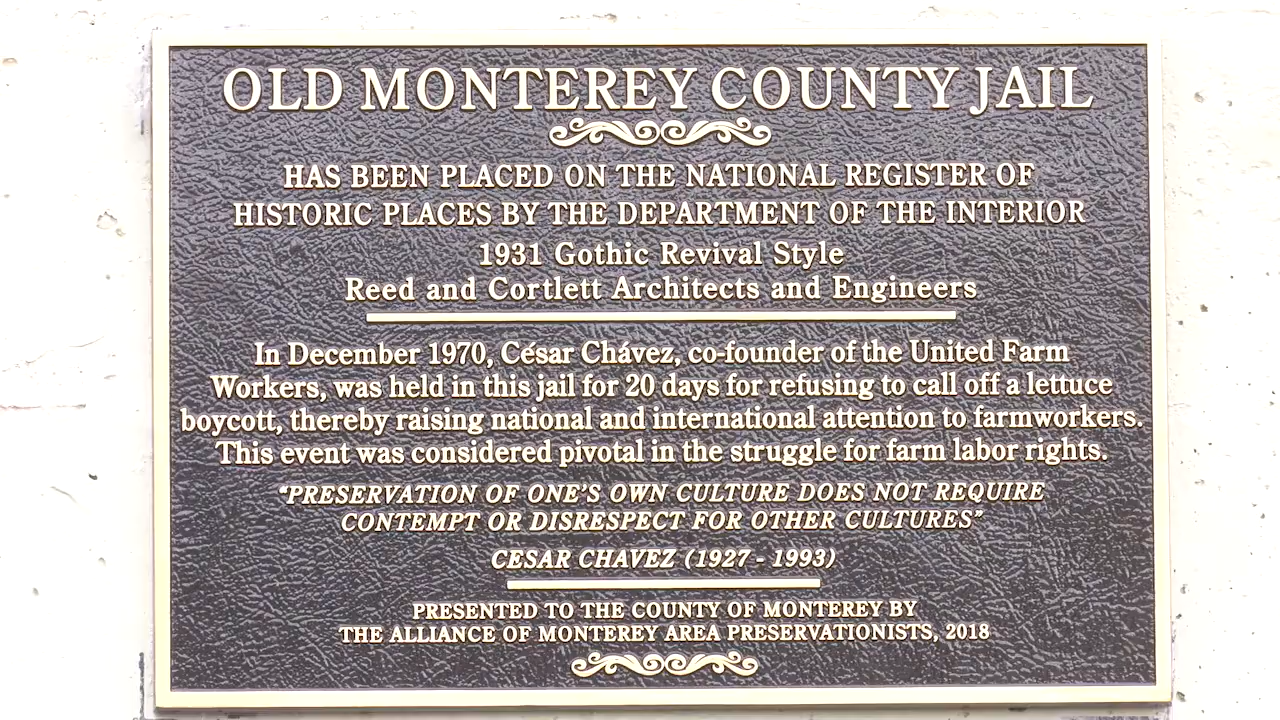 OLD MONTEREY COUNTY JAIL
HAS BEEN PLACED ON THE NATIONAL REGISTER OF
HISTORIC PLACES BY THE DEPARTMENT OF THE INTERIOR
1931 Gothic Revival Style
Reed and Cortlett Architects and Engineers
In December 1970, César Chávez, co-founder of the United Farm
Workers, was held in this jail for 20 days for refusing to call off a lettuce
boycott, thereby raising national and international attention to farmworkers.
This event was considered pivotal in the struggle for farm labor rights.
“PRESERVATION OF ONE’S OWN CULTURE DOES NOT REQUIRE
CONTEMPT OR DISRESPECT FOR OTHER CULTURES”
CESAR CHAVEZ (1927 - 1993)
PRESENTED TO THE COUNTY OF MONTEREY BY
THE ALLIANCE OF MONTEREY AREA PRESERVATIONISTS, 2018